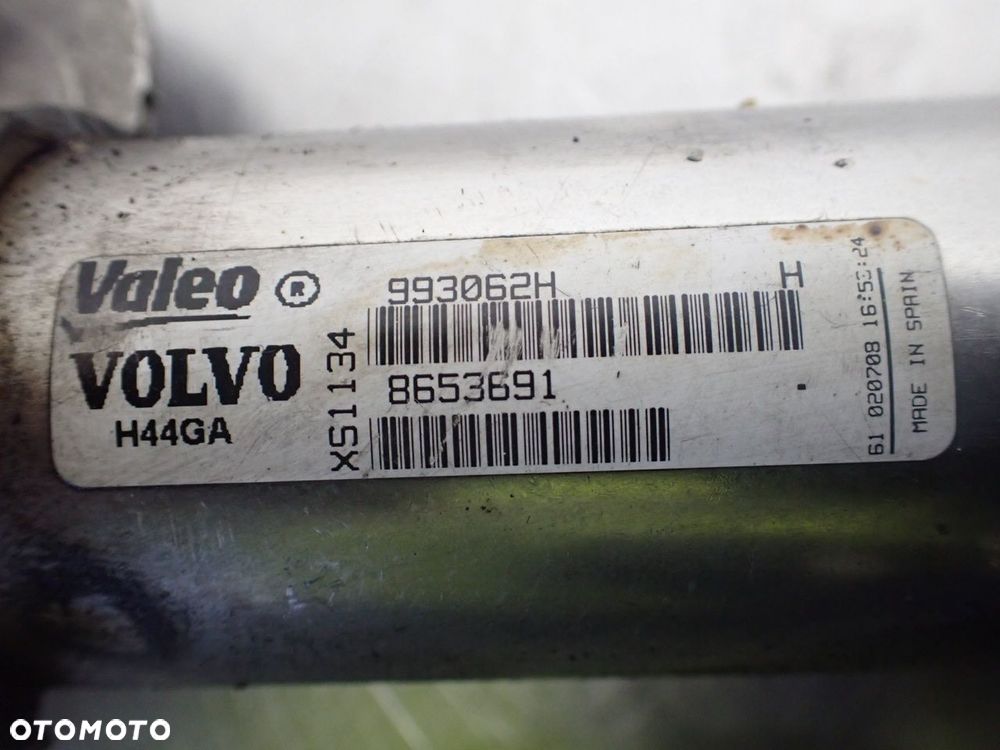 Valeo ®
VOLVO
H44GA
XS1134
993062H
H
8653691
61 020708 16:53:24
MADE IN SPAIN
OTOMOTO